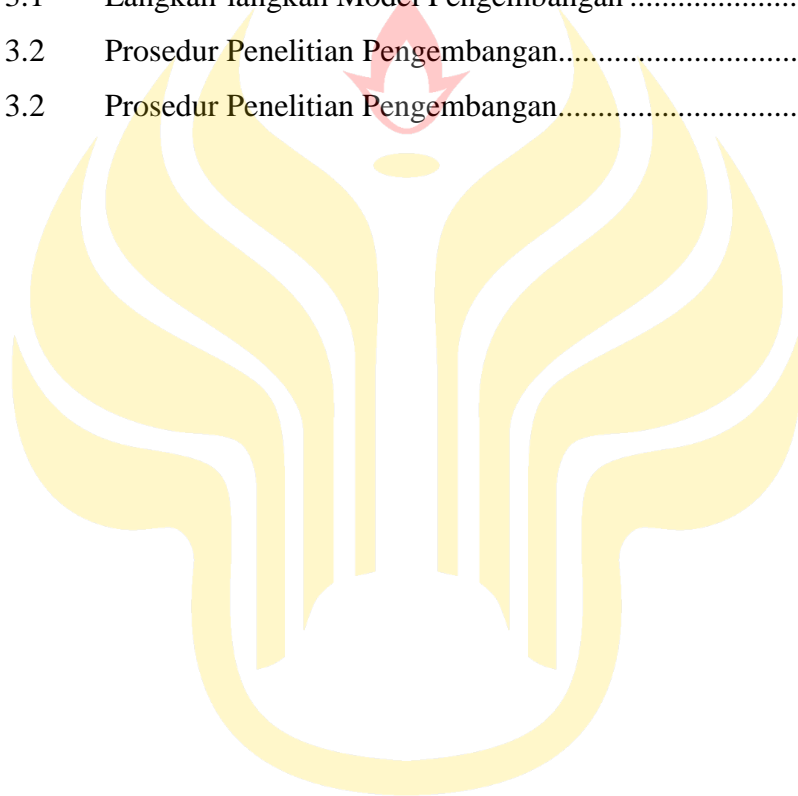 3.1 Langkah-langkah Model Pengembangan ......................
3.2 Prosedur Penelitian Pengembangan..............................
3.2 Prosedur Penelitian Pengembangan..............................